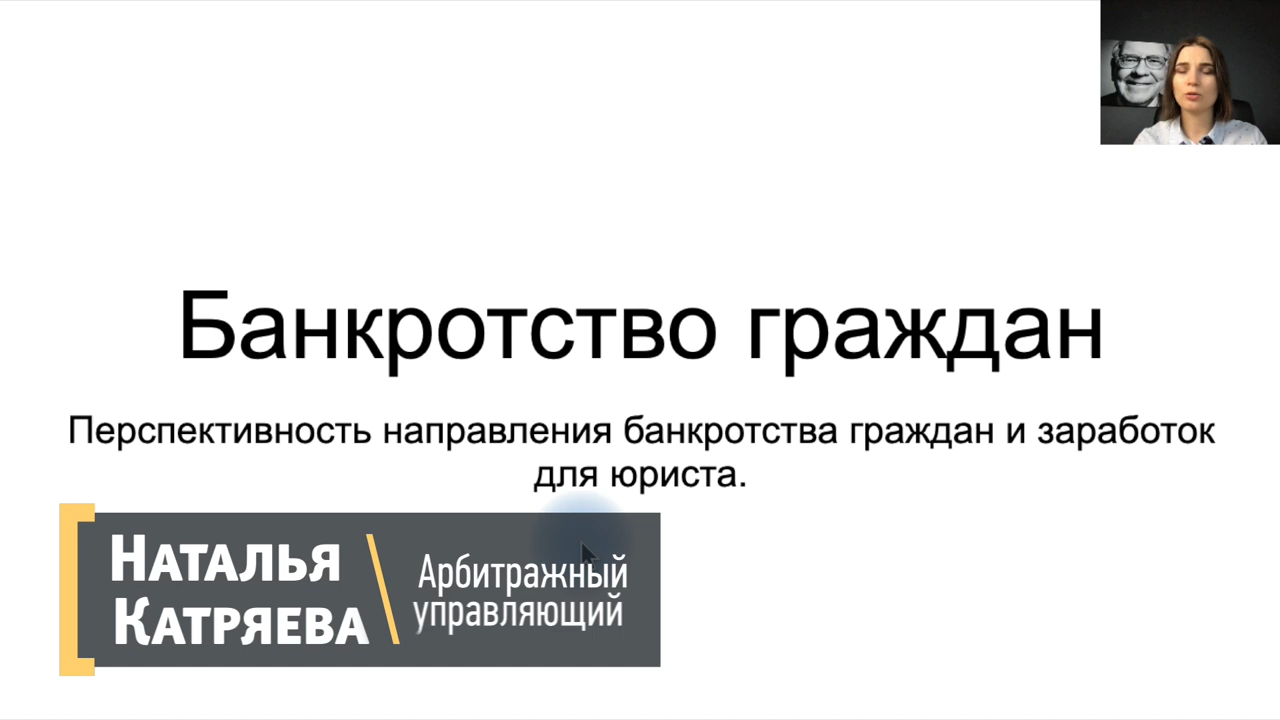 Банкротство граждан
Перспективность направления банкротства граждан и заработок
для юриста.
Наталья
Катряева
Арбитражный
управляющий